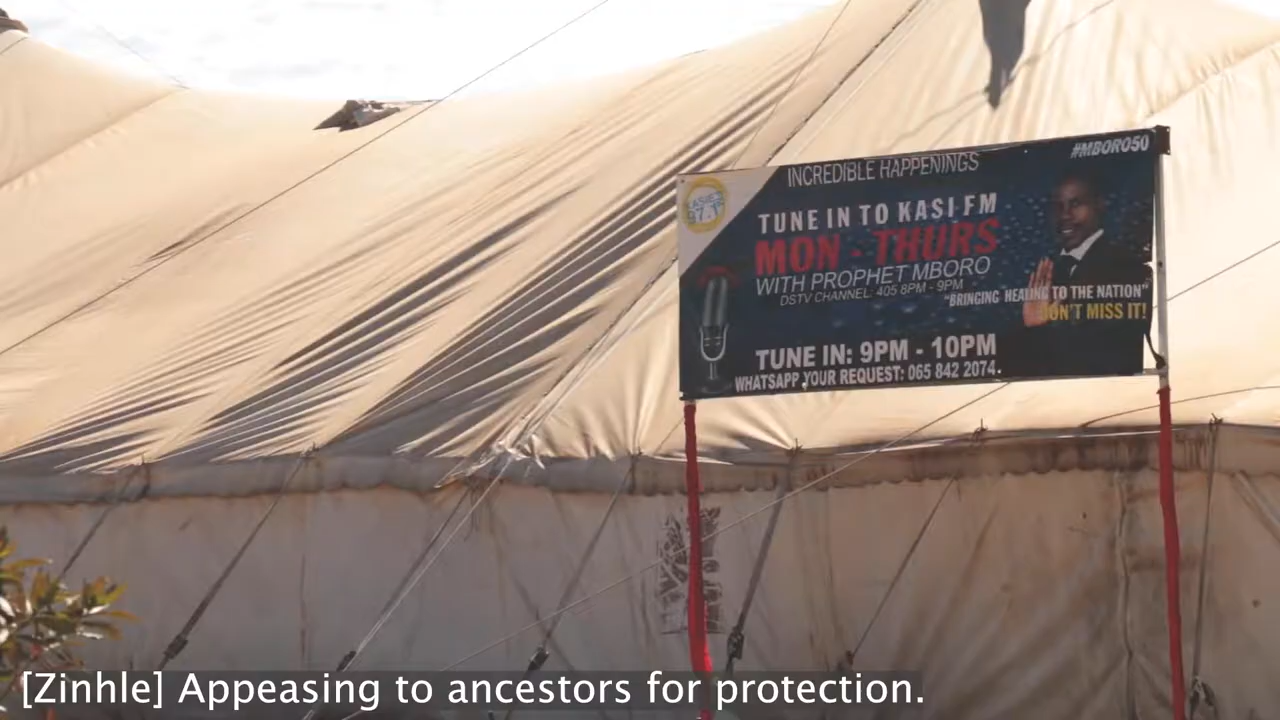 #MBORO50
INCREDIBLE HAPPENINGS
TUNE IN TO KASI FM
MON - THURS
WITH PROPHET MBORO
DSTV CHANNEL: 405 8PM - 9PM
"BRINGING HEALING TO THE NATION"
DON'T MISS IT!
TUNE IN: 9PM - 10PM
WHATSAPP YOUR REQUEST: 065 842 2074.
[Zinhle] Appeasing to ancestors for protection.